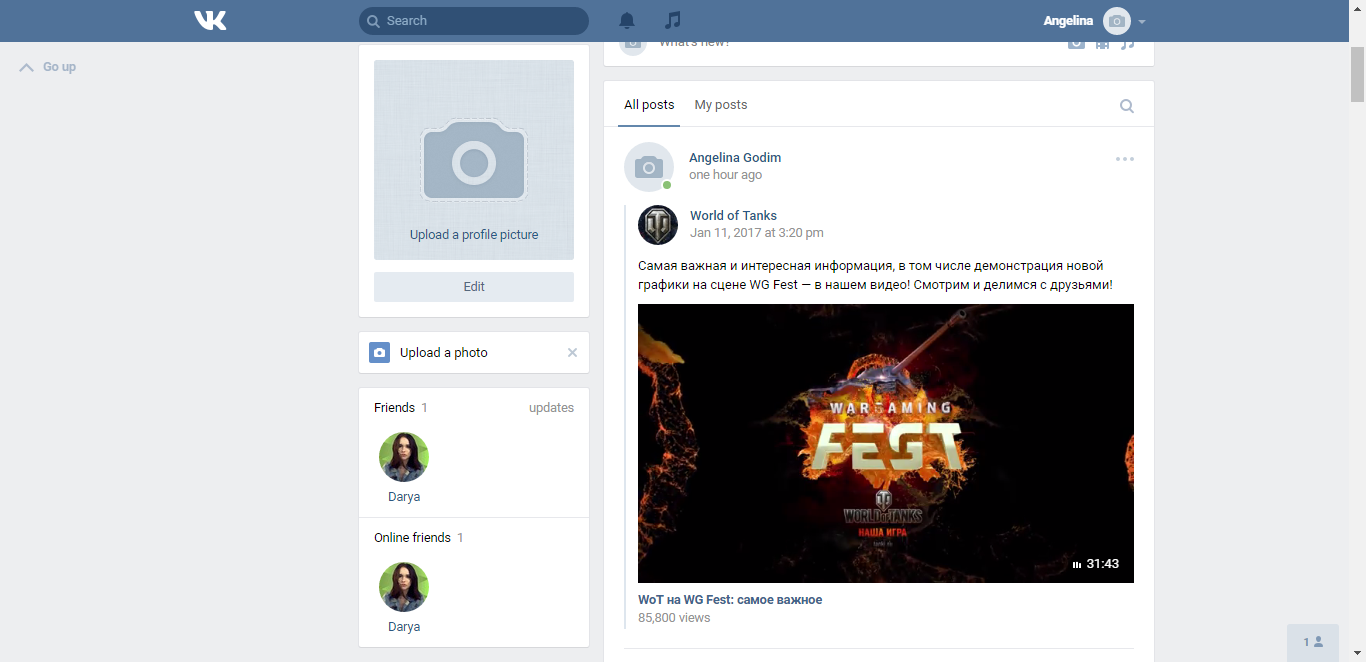 VK
Search
Angelina
Go up
What's new?
Upload a profile picture
Edit
Upload a photo
Friends 1
updates
Darya
Online friends 1
Darya
All posts
My posts
Angelina Godim
one hour ago
World of Tanks
Jan 11, 2017 at 3:20 pm
Самая важная и интересная информация, в том числе демонстрация новой
графики на сцене WG Fest — в нашем видео! Смотрим и делимся с друзьями!
WARGAMING
FEST
WORLD OF TANKS
НАША ИГРА
31:43
WoT на WG Fest: самое важное
85,800 views
1